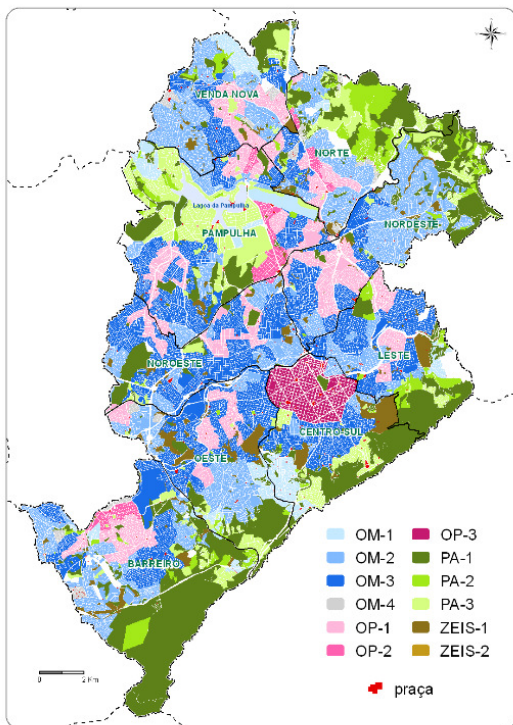 VENDA NOVA
NORTE
Lagoa da Pampulha
NORDESTE
PAMPULHA
NOROESTE
LESTE
CENTRO SUL
OESTE
BARREIRO
OM-1
OM-2
OM-3
OM-4
OP-1
OP-2
OP-3
PA-1
PA-2
PA-3
ZEIS-1
ZEIS-2
praça
0 2 Km